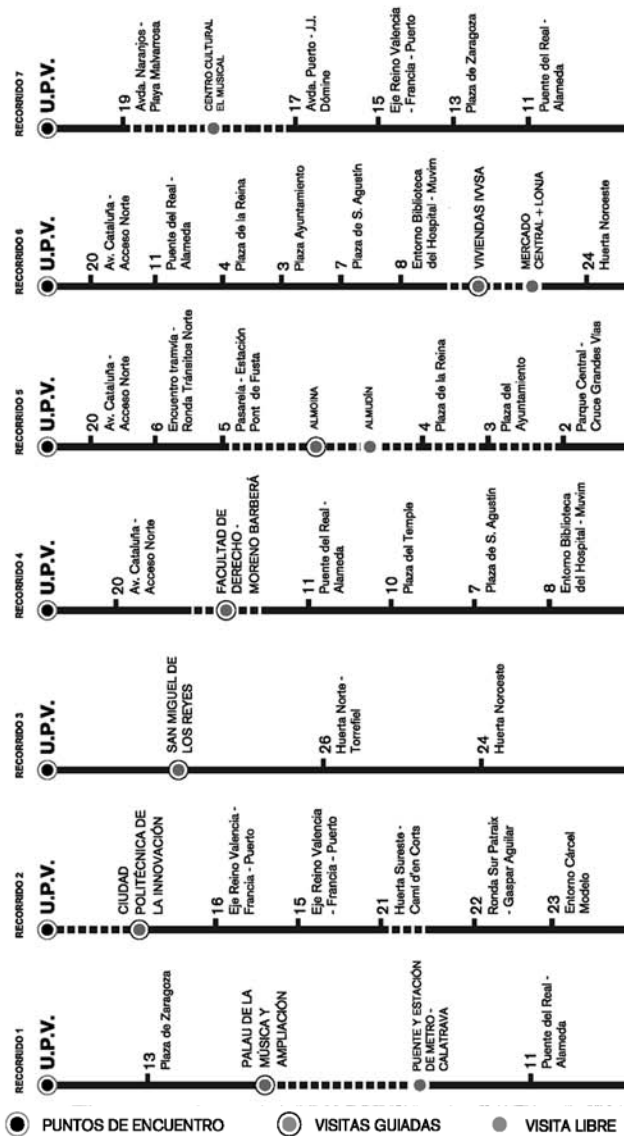 RECORRIDO 7
U.P.V.
19
Avda. Naranjos -
Playa Malvarrosa
CENTRO CULTURAL
EL MUSICAL
17
Avda. Puerto - J.J.
Dómine
15
Eje Reino Valencia
- Francia - Puerto
13
Plaza de Zaragoza
11
Puente del Real -
Alameda
RECORRIDO 6
U.P.V.
20
Av. Cataluña -
Acceso Norte
11
Puente del Real -
Alameda
4
Plaza de la Reina
3
Plaza Ayuntamiento
7
Plaza de S. Agustín
8
Entorno Biblioteca
del Hospital - Muvim
VIVIENDAS IVVSA
MERCADO
CENTRAL + LONJA
24
Huerta Noroeste
RECORRIDO 5
U.P.V.
20
Av. Cataluña -
Acceso Norte
6
Encuentro tramvía -
Ronda Tránsitos Norte
5
Pasarela - Estación
Pont de Fusta
ALMOINA
ALMUDÍN
4
Plaza de la Reina
3
Plaza del
Ayuntamiento
2
Parque Central -
Cruce Grandes Vías
RECORRIDO 4
U.P.V.
20
Av. Cataluña -
Acceso Norte
FACULTAD DE
DERECHO -
MORENO BARBERÁ
11
Puente del Real -
Alameda
10
Plaza del Temple
7
Plaza de S. Agustín
8
Entorno Biblioteca
del Hospital - Muvim
RECORRIDO 3
U.P.V.
SAN MIGUEL DE
LOS REYES
26
Huerta Norte -
Torrefiel
24
Huerta Noroeste
RECORRIDO 2
U.P.V.
CIUDAD
POLITÉCNICA DE
LA INNOVACIÓN
16
Eje Reino Valencia -
Francia - Puerto
15
Eje Reino Valencia
- Francia - Puerto
21
Huerta Sureste -
Camí d'en Corts
22
Ronda Sur Patraix
- Gaspar Aguilar
23
Entorno Cárcel
Modelo
RECORRIDO 1
U.P.V.
13
Plaza de Zaragoza
PALAU DE LA
MÚSICA Y
AMPLIACIÓN
PUENTE Y ESTACIÓN
DE METRO -
CALATRAVA
11
Puente del Real -
Alameda
PUNTOS DE ENCUENTRO
VISITAS GUIADAS
VISITA LIBRE